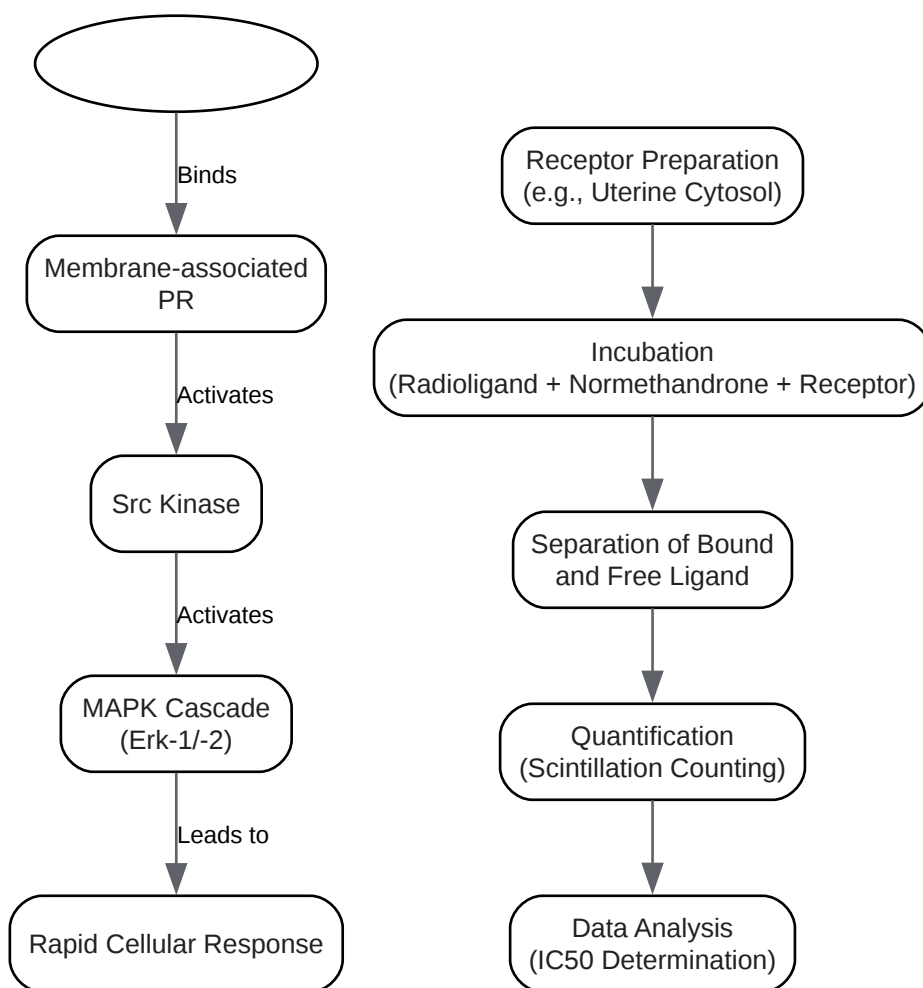 Binds
Membrane-associated
PR
Activates
Src Kinase
Activates
MAPK Cascade
(Erk-1/-2)
Leads to
Rapid Cellular Response
Receptor Preparation
(e.g., Uterine Cytosol)
Incubation
(Radioligand + Normethandrone + Receptor)
Separation of Bound
and Free Ligand
Quantification
(Scintillation Counting)
Data Analysis
(IC50 Determination)